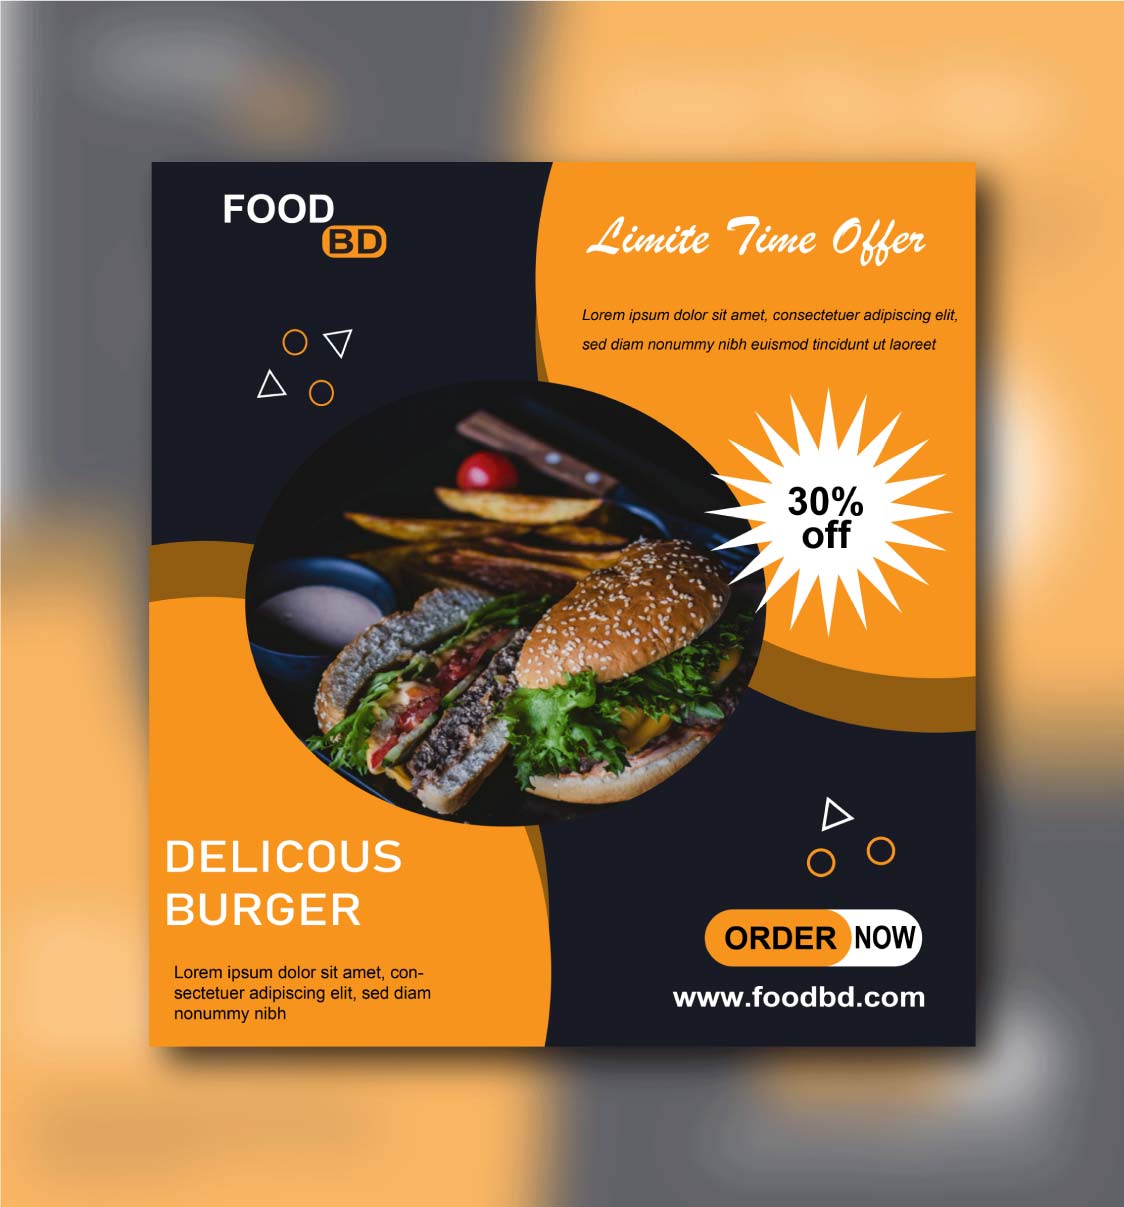 FOOD
BD
Limite Time Offer
Lorem ipsum dolor sit amet, consectetuer adipiscing elit,
sed diam nonummy nibh euismod tincidunt ut laoreet
30%
off
DELICOUS
BURGER
Lorem ipsum dolor sit amet, con-
sectetuer adipiscing elit, sed diam
nonummy nibh
ORDER NOW
www.foodbd.com